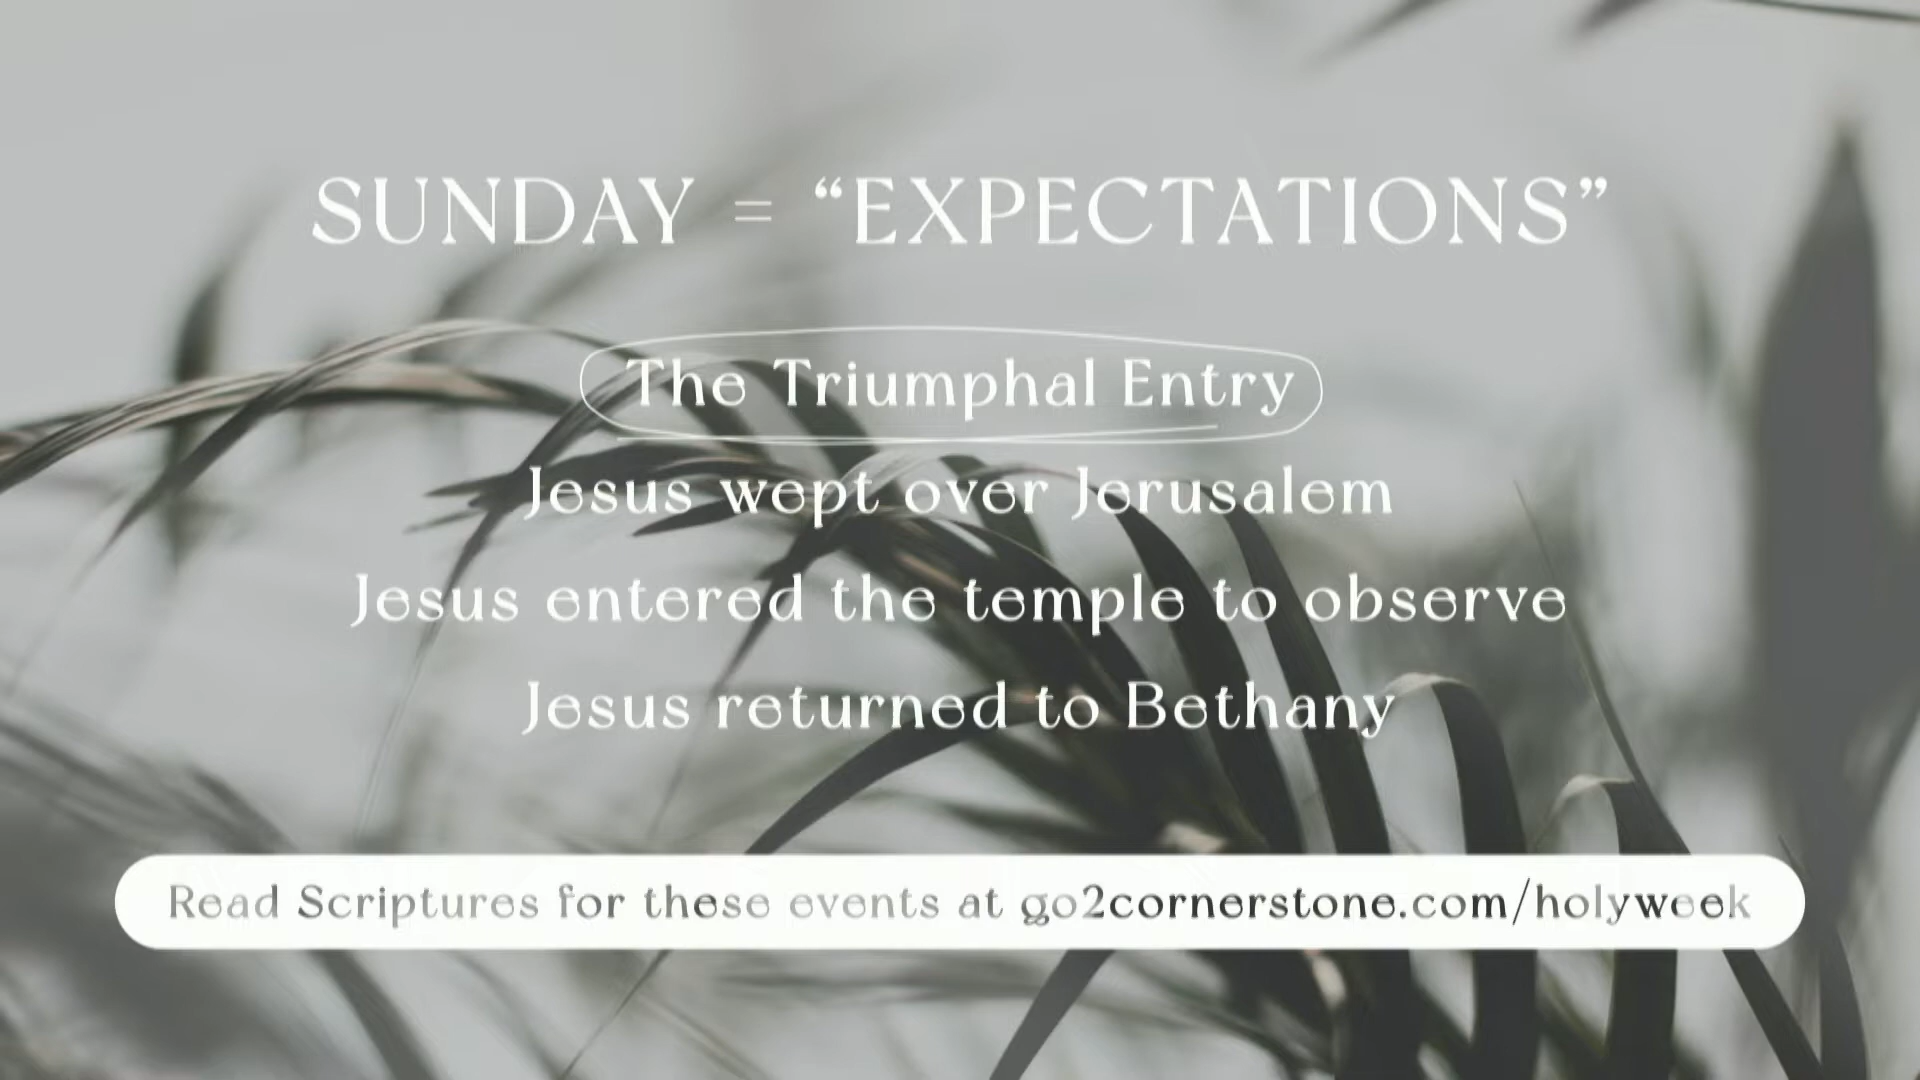 SUNDAY = “EXPECTATIONS”
The Triumphal Entry
Jesus wept over Jerusalem
Jesus entered the temple to observe
Jesus returned to Bethany
Read Scriptures for these events at go2cornerstone.com/holyweek